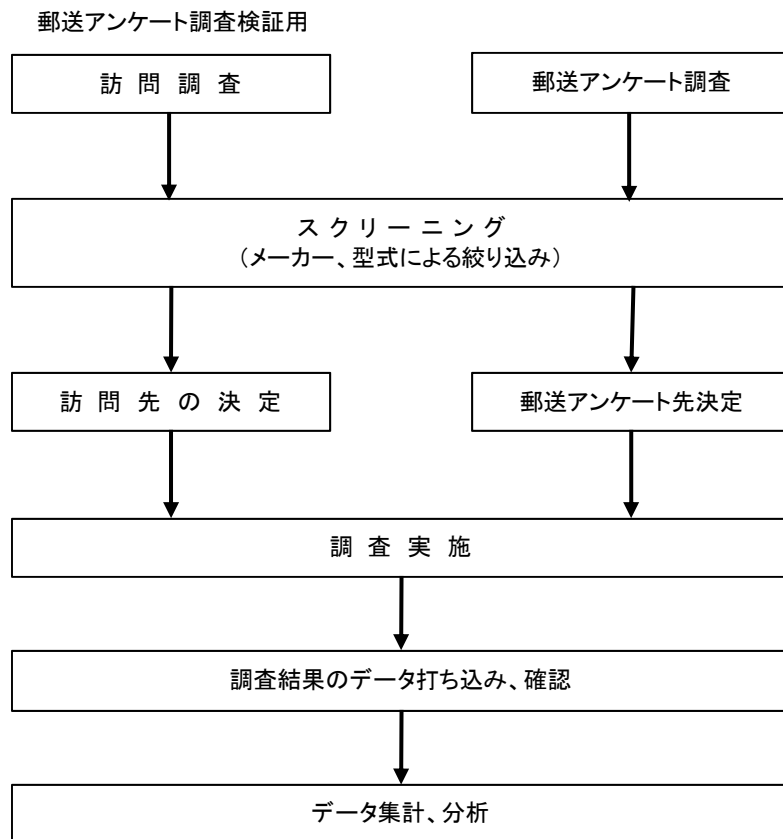 郵送アンケート調査検証用
訪 問 調 査
郵送アンケート調査
ス ク リ ー ニ ン グ
（メーカー、型式による絞り込み）
訪 問 先 の 決 定
郵送アンケート先決定
調 査 実 施
調査結果のデータ打ち込み、確認
データ集計、分析